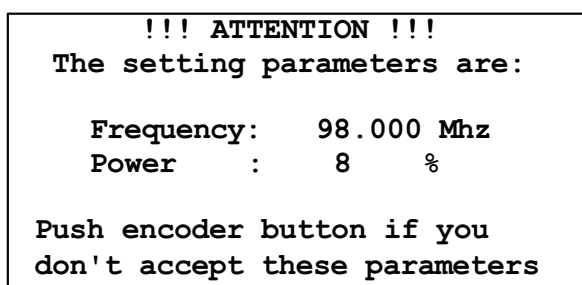 !!! ATTENTION !!!
The setting parameters are:
Frequency: 98.000 Mhz
Power : 8 %
Push encoder button if you
don't accept these parameters